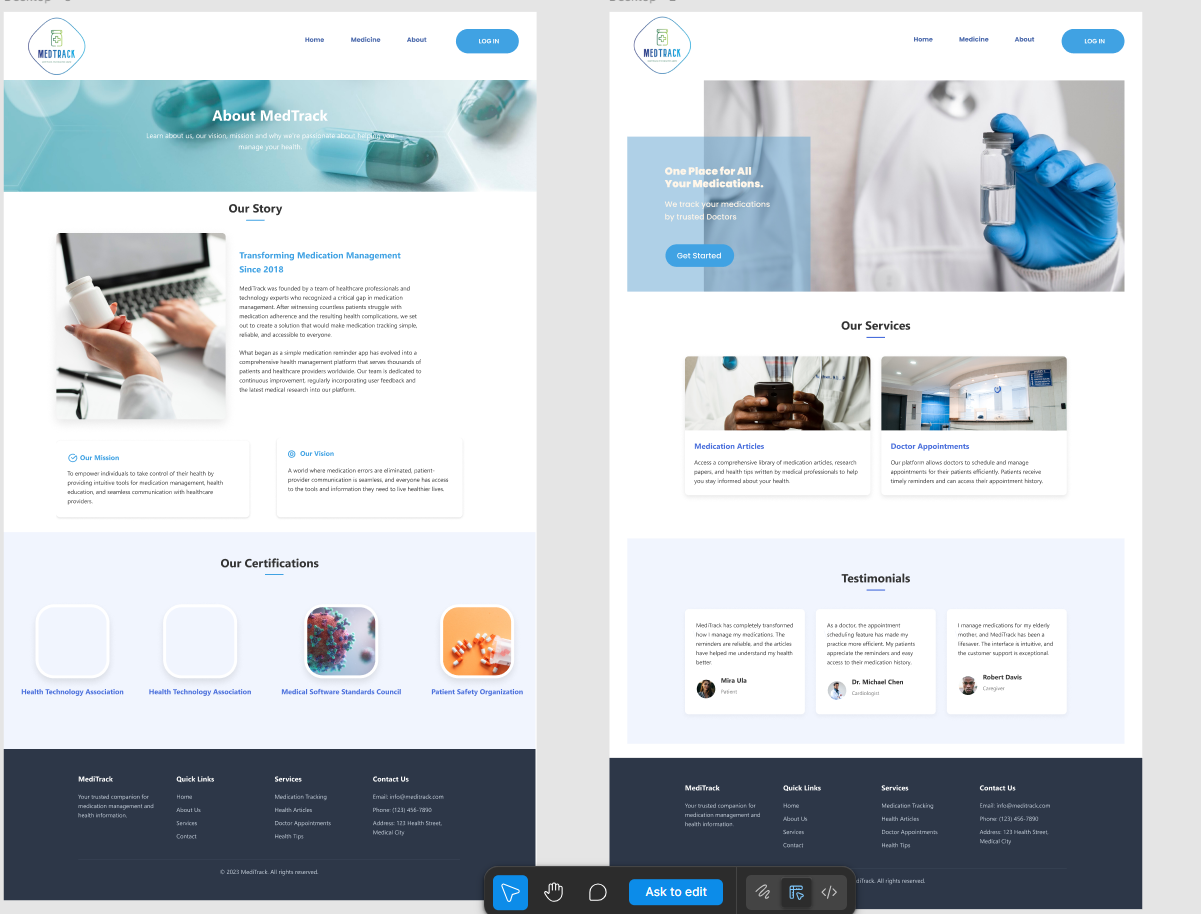 MEDTRACK
Home
Medicine
About
LOG IN
About MedTrack
Learn about us, our vision, mission and why we're passionate about helping you
manage your health.
Our Story
Transforming Medication Management
Since 2018
MediTrack was founded by a team of healthcare professionals and
technology experts who recognized a critical gap in medication
management. After witnessing countless patients struggle with
medication adherence and the resulting health complications, we set
out to create a solution that would make medication tracking simple,
reliable, and accessible to everyone.
What began as a simple medication reminder app has evolved into a
comprehensive health management platform that serves thousands of
patients and healthcare providers worldwide. Our team is dedicated to
continuous improvement, regularly incorporating user feedback and
the latest medical research into our platform.
Our Mission
To empower individuals to take control of their health by
providing intuitive tools for medication management, health
education, and seamless communication with healthcare
providers.
Our Vision
A world where medication errors are eliminated, patient-
provider communication is seamless, and everyone has access
to the tools and information they need to live healthier lives.
Our Certifications
Health Technology Association
Health Technology Association
Medical Software Standards Council
Patient Safety Organization
MediTrack
Your trusted companion for
medication management and
health information.
Quick Links
Home
About Us
Services
Contact
Services
Medication Tracking
Health Articles
Doctor Appointments
Health Tips
Contact Us
Email: info@meditrack.com
Phone: (123) 456-7890
Address: 123 Health Street,
Medical City
© 2023 MediTrack. All rights reserved.
MEDTRACK
Home
Medicine
About
LOG IN
One Place for All
Your Medications.
We track your medications
by trusted Doctors
Get Started
Our Services
Medication Articles
Access a comprehensive library of medication articles, research
papers, and health tips written by medical professionals to help
you stay informed about your health.
Doctor Appointments
Our platform allows doctors to schedule and manage
appointments for their patients efficiently. Patients receive
timely reminders and can access their appointment history.
Testimonials
MediTrack has completely transformed
how I manage my medications. The
reminders are reliable, and the articles
have helped me understand my health
better.
Mira Ula
Patient
As a doctor, the appointment
scheduling feature has made my
practice more efficient. My patients
appreciate the reminders and easy
access to their medication history.
Dr. Michael Chen
Cardiologist
I manage medications for my elderly
mother, and MediTrack has been a
lifesaver. The interface is intuitive, and
the customer support is exceptional.
Robert Davis
Caregiver
MediTrack
Your trusted companion for
medication management and
health information.
Quick Links
Home
About Us
Services
Contact
Services
Medication Tracking
Health Articles
Doctor Appointments
Health Tips
Contact Us
Email: info@meditrack.com
Phone: (123) 456-7890
Address: 123 Health Street,
Medical City
All rights reserved.
Ask to edit